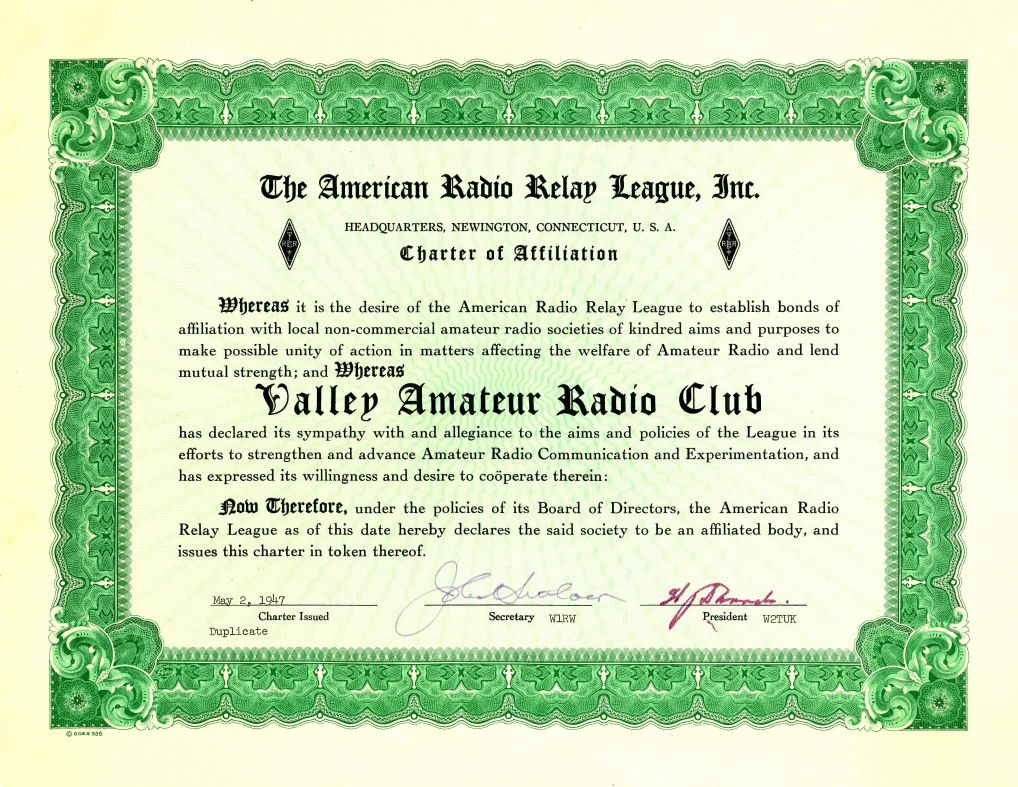 The American Radio Relay League, Inc.
HEADQUARTERS, NEWINGTON, CONNECTICUT, U. S. A.
Charter of Affiliation
Whereas it is the desire of the American Radio Relay League to establish bonds of
affiliation with local non-commercial amateur radio societies of kindred aims and purposes to
make possible unity of action in matters affecting the welfare of Amateur Radio and lend
mutual strength; and Whereas
Valley Amateur Radio Club
has declared its sympathy with and allegiance to the aims and policies of the League in its
efforts to strengthen and advance Amateur Radio Communication and Experimentation, and
has expressed its willingness and desire to coöperate therein:
Now Therefore, under the policies of its Board of Directors, the American Radio
Relay League as of this date hereby declares the said society to be an affiliated body, and
issues this charter in token thereof.
May 2, 1947
Charter Issued Secretary W1RW President W2TUK
Duplicate
© GOES 536